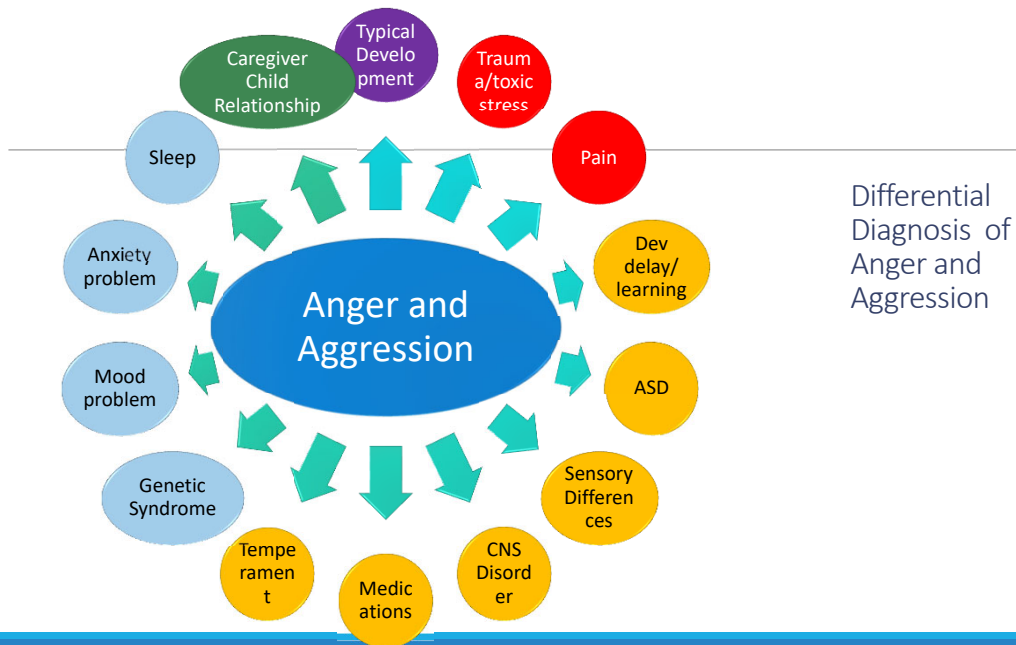 Typical
Develo
pment
Traum
a/toxic
stress
Pain
Dev
delay/
learning
ASD
Sensory
Differen
ces
CNS
Disord
er
Medic
ations
Tempe
ramen
t
Genetic
Syndrome
Mood
problem
Anxiety
problem
Sleep
Caregiver
Child
Relationship
Anger and
Aggression
Differential
Diagnosis of
Anger and
Aggression